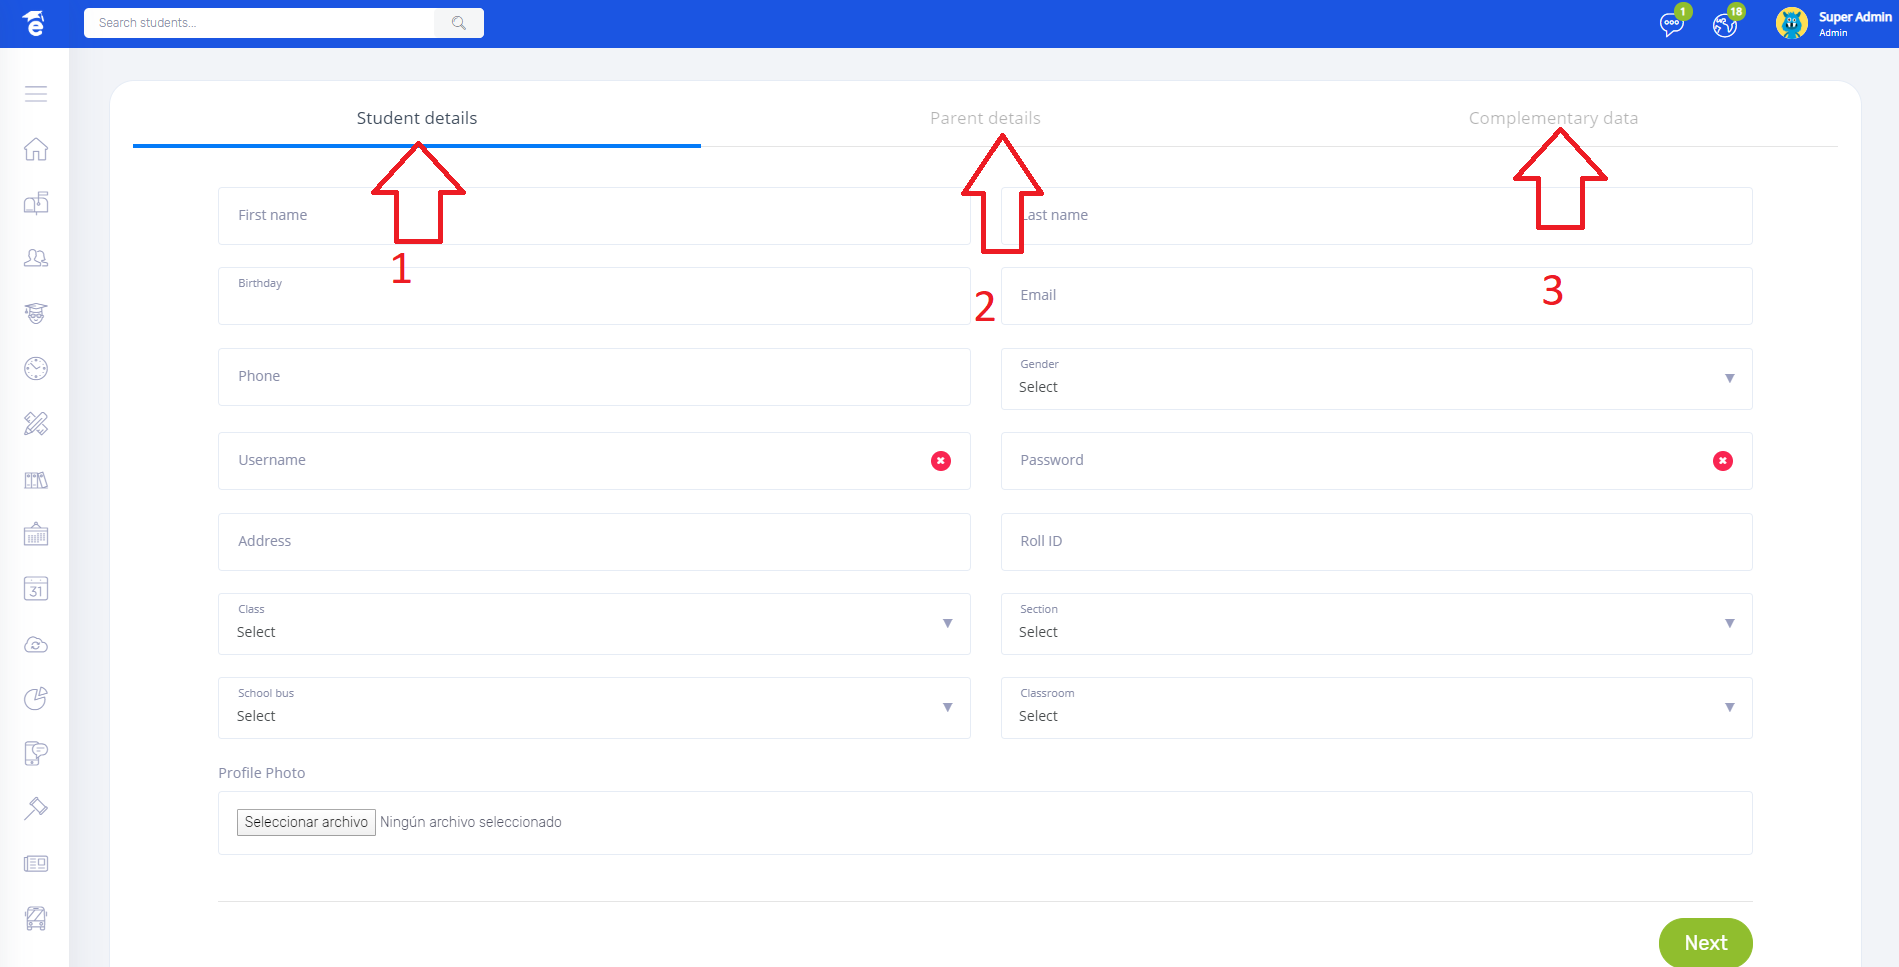 Search students...
1
18
Super Admin
Admin
Student details
Parent details
Complementary data
First name
Last name
1
Birthday
Email
2
3
Phone
Gender
Select
Username
Password
Address
Roll ID
Class
Select
Section
Select
31
School bus
Select
Classroom
Select
Profile Photo
Seleccionar archivo Ningún archivo seleccionado
Next